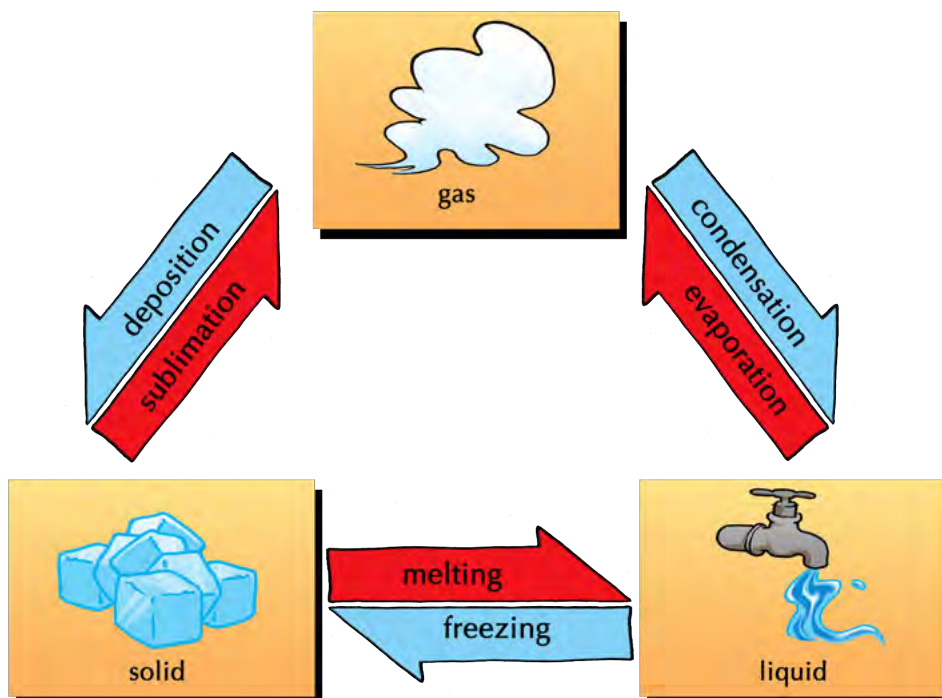 gas
deposition
sublimation
condensation
evaporation
solid
melting
freezing
liquid